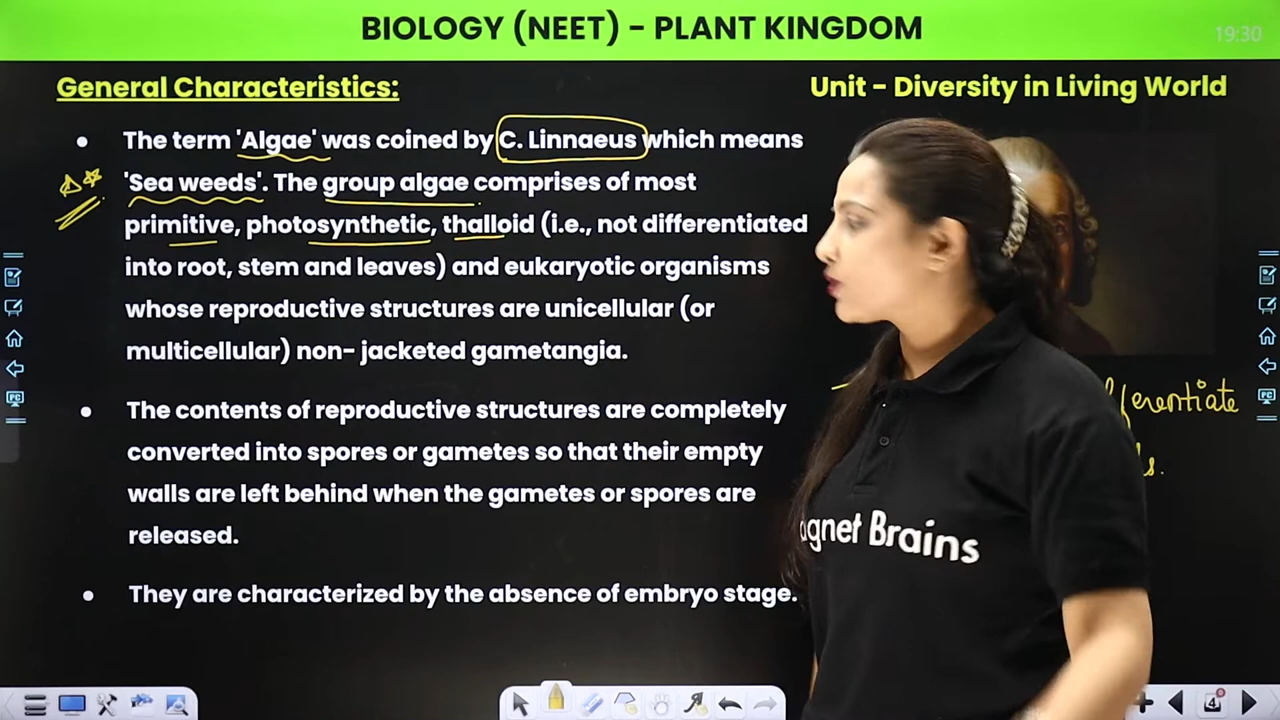 BIOLOGY (NEET) - PLANT KINGDOM
19:30
General Characteristics:
Unit - Diversity in Living World
• The term 'Algae' was coined by C. Linnaeus which means
'Sea weeds'. The group algae comprises of most
primitive, photosynthetic, thalloid (i.e., not differentiated
into root, stem and leaves) and eukaryotic organisms
whose reproductive structures are unicellular (or
multicellular) non- jacketed gametangia.
• The contents of reproductive structures are completely
converted into spores or gametes so that their empty
walls are left behind when the gametes or spores are
released.
• They are characterized by the absence of embryo stage.
fferentiate
s.
agnet Brains
PC
PC
4